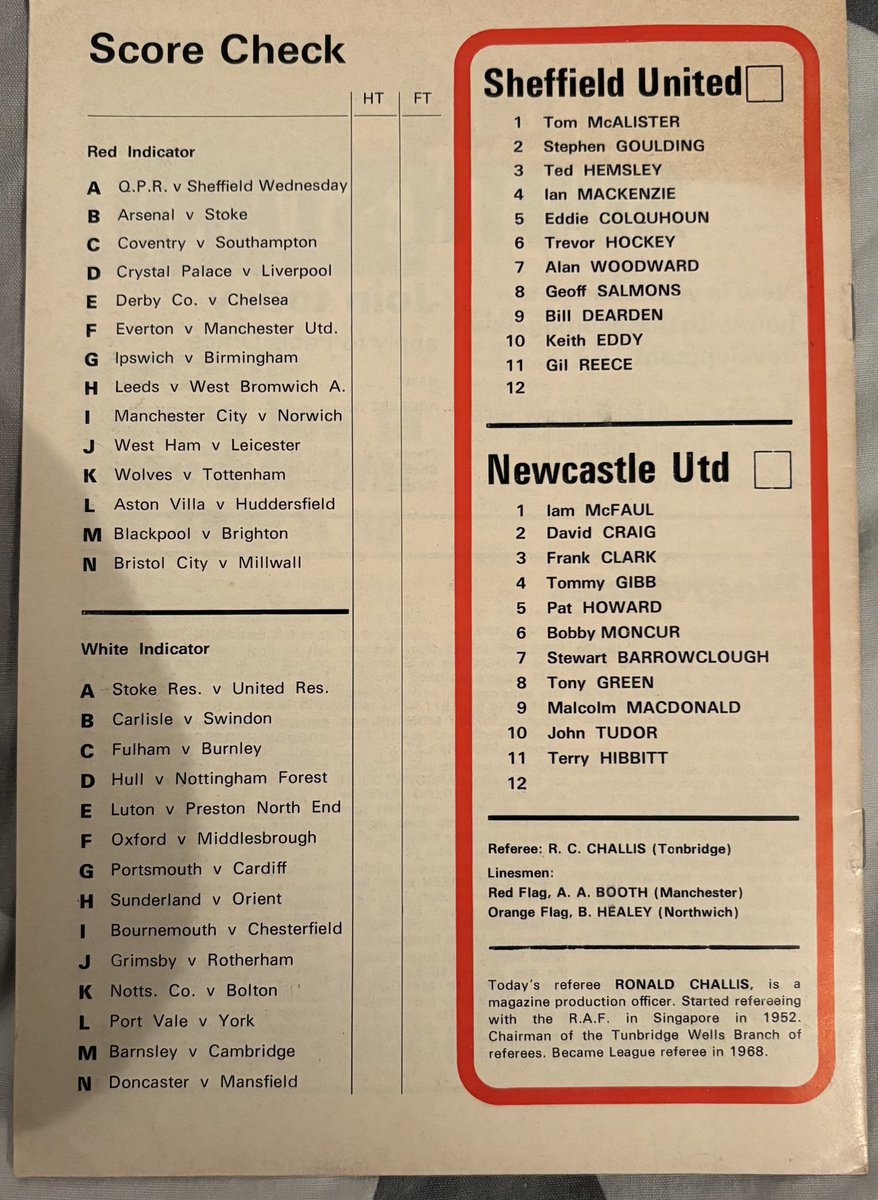 Score Check
HT FT
Red Indicator
A Q.P.R. v Sheffield Wednesday
B Arsenal v Stoke
C Coventry v Southampton
D Crystal Palace v Liverpool
E Derby Co. v Chelsea
F Everton v Manchester Utd.
G Ipswich v Birmingham
H Leeds v West Bromwich A.
I Manchester City v Norwich
J West Ham v Leicester
K Wolves v Tottenham
L Aston Villa v Huddersfield
M Blackpool v Brighton
N Bristol City v Millwall
White Indicator
A Stoke Res. v United Res.
B Carlisle v Swindon
C Fulham v Burnley
D Hull v Nottingham Forest
E Luton v Preston North End
F Oxford v Middlesbrough
G Portsmouth v Cardiff
H Sunderland v Orient
I Bournemouth v Chesterfield
J Grimsby v Rotherham
K Notts. Co. v Bolton
L Port Vale v York
M Barnsley v Cambridge
N Doncaster v Mansfield
Sheffield United
1 Tom McALISTER
2 Stephen GOULDING
3 Ted HEMSLEY
4 Ian MACKENZIE
5 Eddie COLQUHOUN
6 Trevor HOCKEY
7 Alan WOODWARD
8 Geoff SALMONS
9 Bill DEARDEN
10 Keith EDDY
11 Gil REECE
12
Newcastle Utd
1 Iam McFAUL
2 David CRAIG
3 Frank CLARK
4 Tommy GIBB
5 Pat HOWARD
6 Bobby MONCUR
7 Stewart BARROWCLOUGH
8 Tony GREEN
9 Malcolm MACDONALD
10 John TUDOR
11 Terry HIBBITT
12
Referee: R. C. CHALLIS (Tonbridge)
Linesmen:
Red Flag, A. A. BOOTH (Manchester)
Orange Flag, B. HEALEY (Northwich)
Today's referee RONALD CHALLIS, is a
magazine production officer. Started refereeing
with the R.A.F. in Singapore in 1952.
Chairman of the Tunbridge Wells Branch of
referees. Became League referee in 1968.